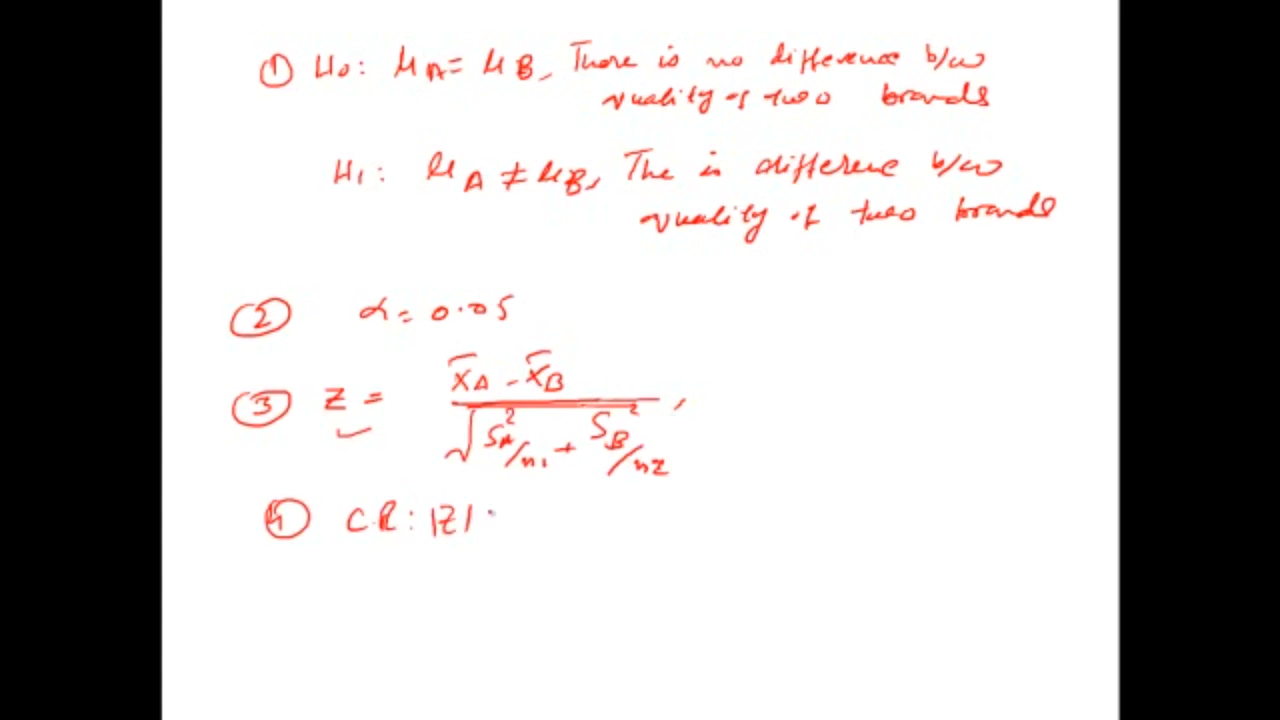 ① H₀: μA = μB, There is no difference b/w
quality of two brands
H₁: μA ≠ μB, The is difference b/w
quality of two brands
② α = 0.05
③ Z = (X̄A - X̄B) / √(SA²/n₁ + SB²/n₂),
④ C.R: |Z|